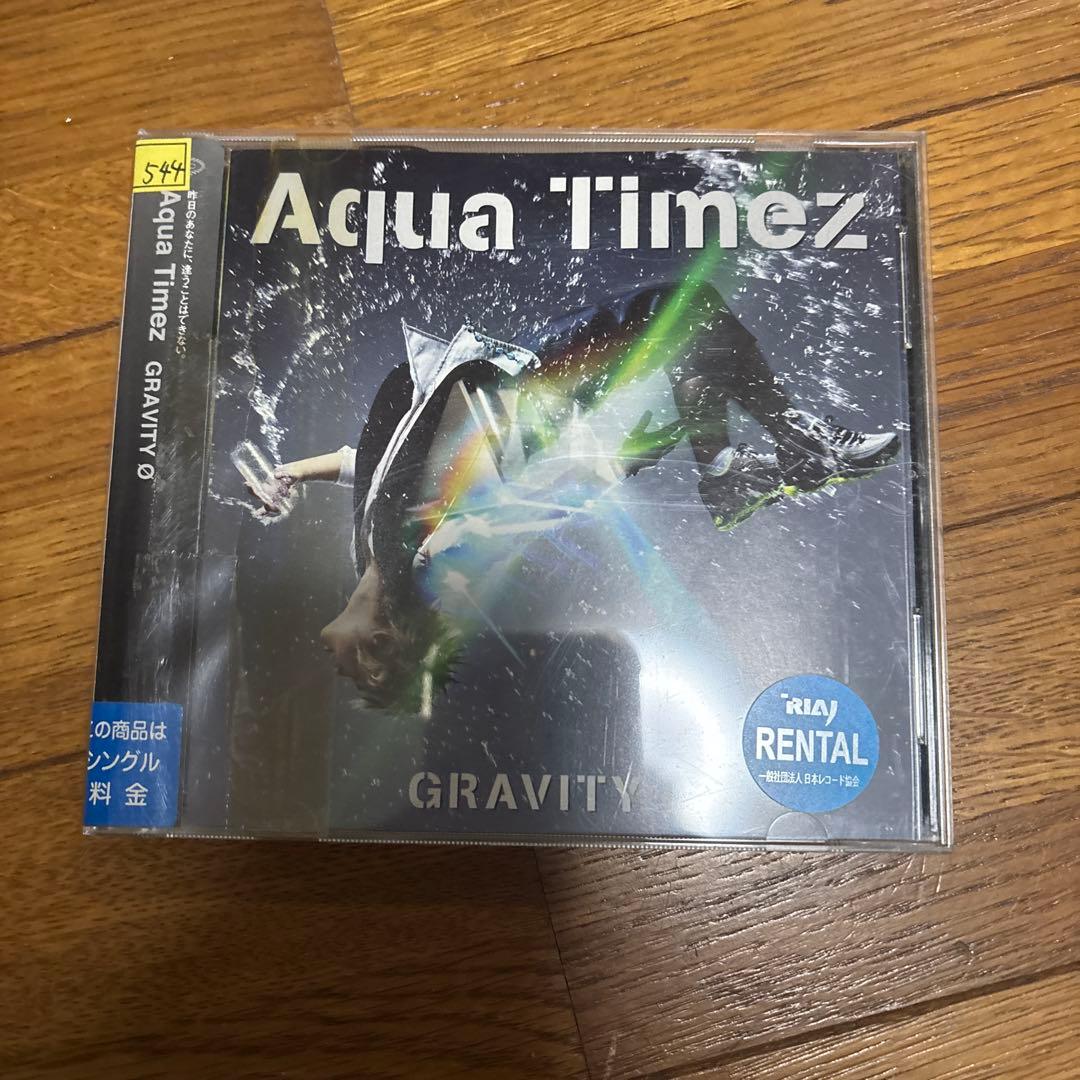 544
昨日のあなたに、逢うことはできない。
Aqua Timez GRAVITY Ø
この商品は
シングル
料金
Aqua Timez
GRAVITY
RIAJ
RENTAL
一般社団法人 日本レコード協会